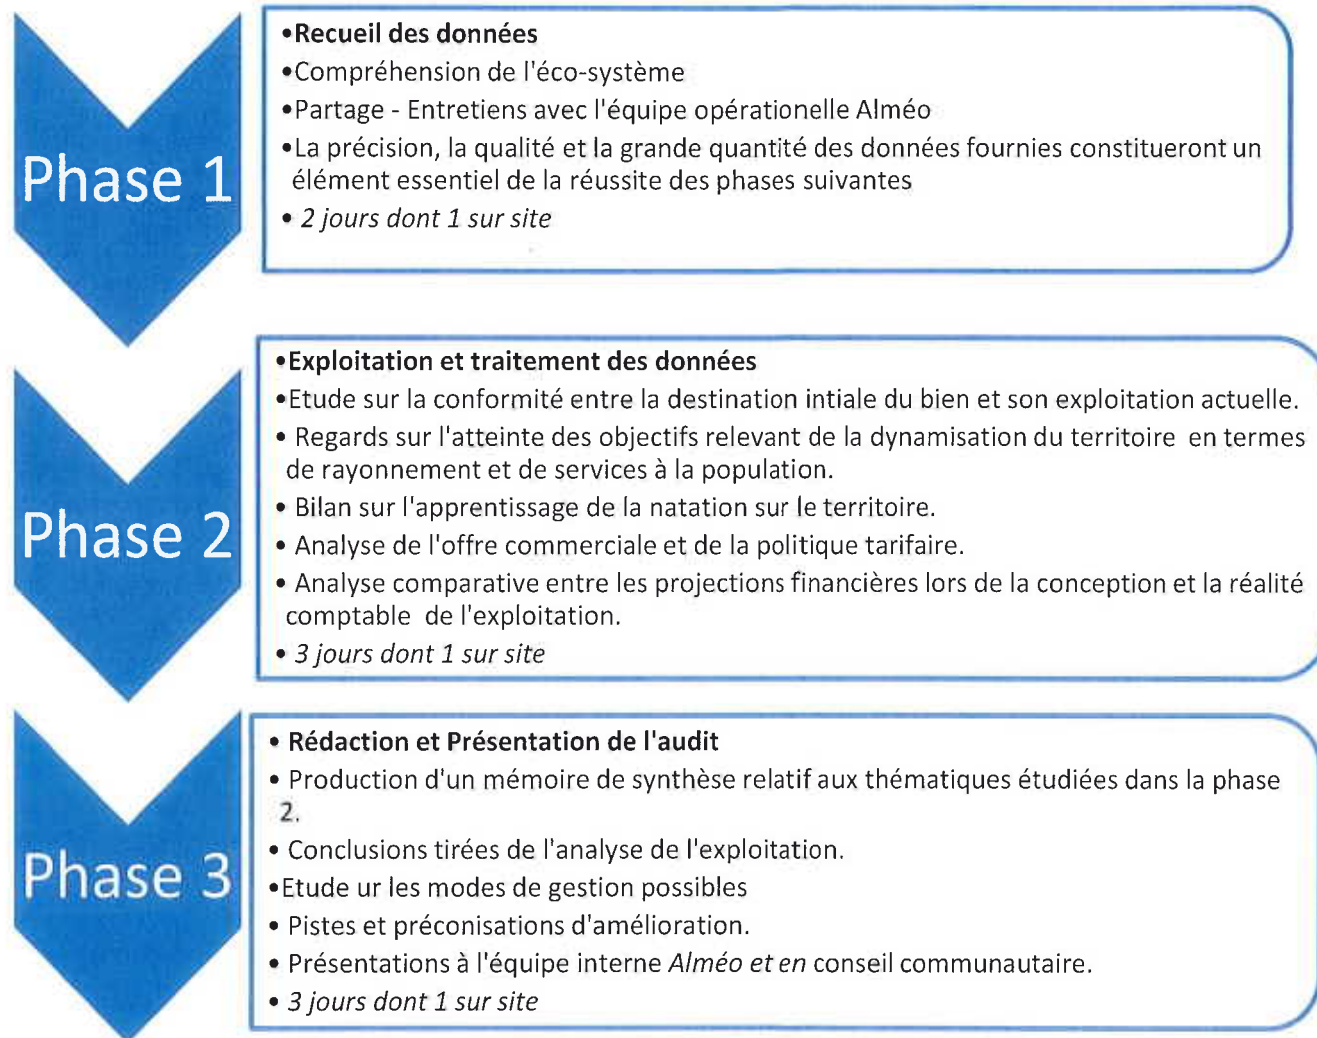 Phase 1
•Recueil des données
•Compréhension de l'éco-système
•Partage - Entretiens avec l'équipe opérationelle Alméo
•La précision, la qualité et la grande quantité des données fournies constitueront un
élément essentiel de la réussite des phases suivantes
• 2 jours dont 1 sur site
Phase 2
•Exploitation et traitement des données
•Etude sur la conformité entre la destination intiale du bien et son exploitation actuelle.
• Regards sur l'atteinte des objectifs relevant de la dynamisation du territoire en termes
de rayonnement et de services à la population.
• Bilan sur l'apprentissage de la natation sur le territoire.
• Analyse de l'offre commerciale et de la politique tarifaire.
• Analyse comparative entre les projections financières lors de la conception et la réalité
comptable de l'exploitation.
• 3 jours dont 1 sur site
Phase 3
• Rédaction et Présentation de l'audit
• Production d'un mémoire de synthèse relatif aux thématiques étudiées dans la phase
2.
• Conclusions tirées de l'analyse de l'exploitation.
•Etude ur les modes de gestion possibles
• Pistes et préconisations d'amélioration.
• Présentations à l'équipe interne Alméo et en conseil communautaire.
• 3 jours dont 1 sur site